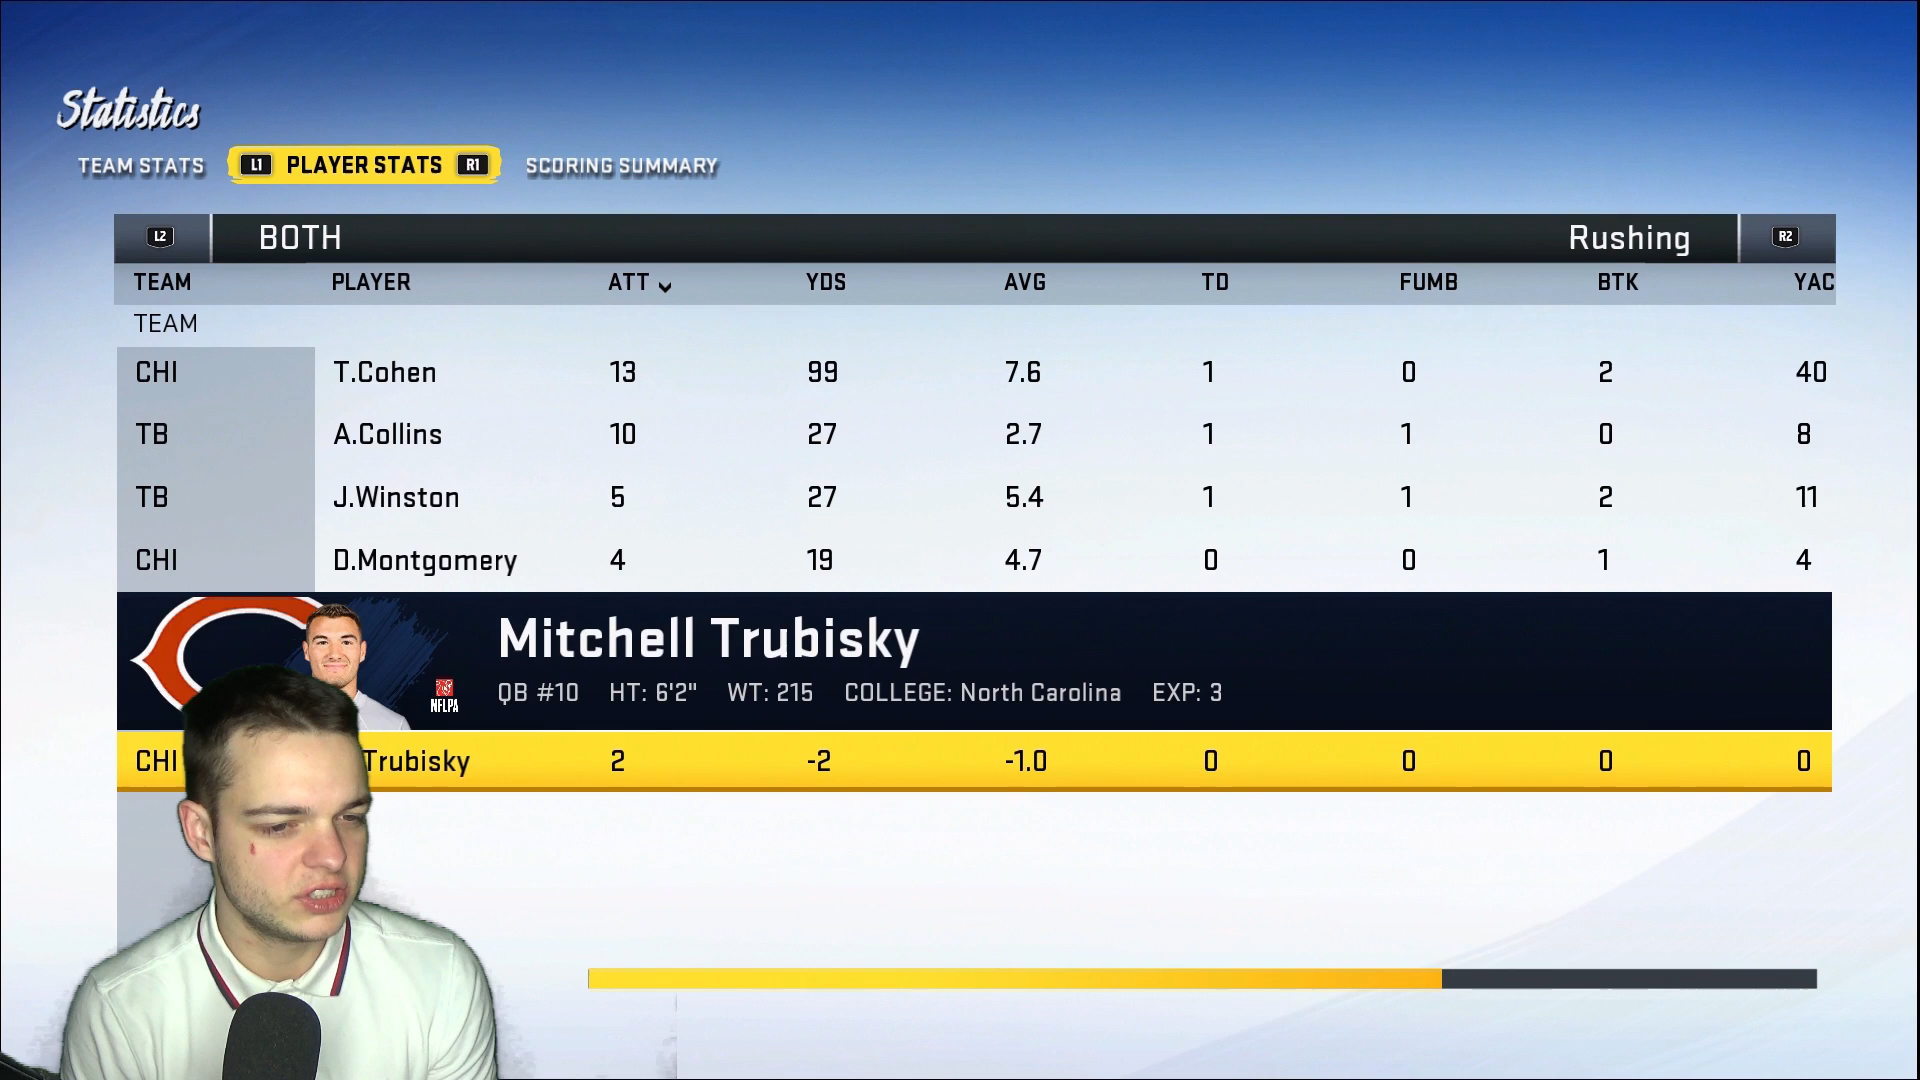 Statistics
TEAM STATS L1 PLAYER STATS R1 SCORING SUMMARY
L2 BOTH Rushing R2
TEAM PLAYER ATT YDS AVG TD FUMB BTK YAC
TEAM
CHI T.Cohen 13 99 7.6 1 0 2 40
TB A.Collins 10 27 2.7 1 1 0 8
TB J.Winston 5 27 5.4 1 1 2 11
CHI D.Montgomery 4 19 4.7 0 0 1 4
Mitchell Trubisky
NFLPA QB #10 HT: 6'2" WT: 215 COLLEGE: North Carolina EXP: 3
CHI Trubisky 2 -2 -1.0 0 0 0 0